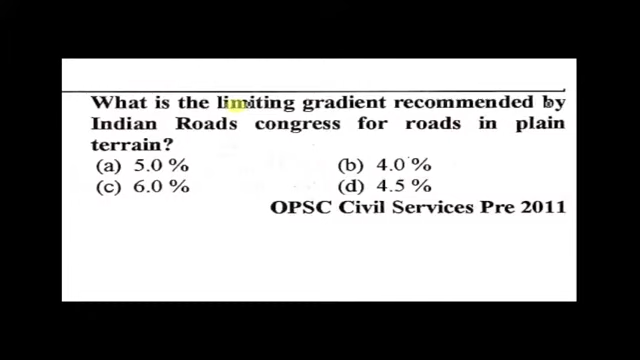 What is the limiting gradient recommended by
Indian Roads congress for roads in plain
terrain?
(a) 5.0 % (b) 4.0 %
(c) 6.0 % (d) 4.5 %
OPSC Civil Services Pre 2011